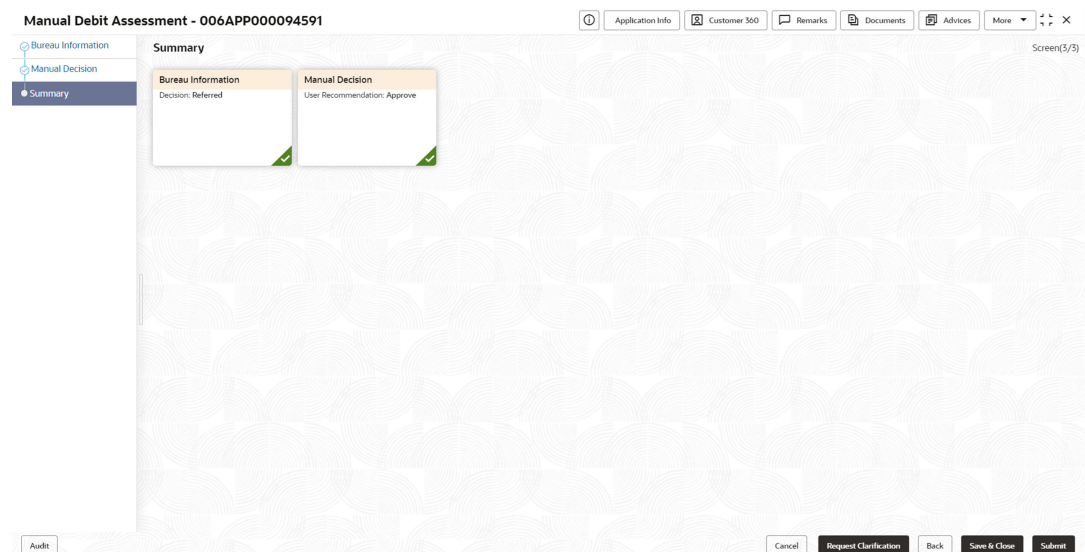 Manual Debit Assessment - 006APP000094591
Application Info
Customer 360
Remarks
Documents
Advices
More
Bureau Information
Manual Decision
Summary
Summary
Screen(3/3)
Bureau Information
Decision: Referred
Manual Decision
User Recommendation: Approve
Audit
Cancel
Request Clarification
Back
Save & Close
Submit